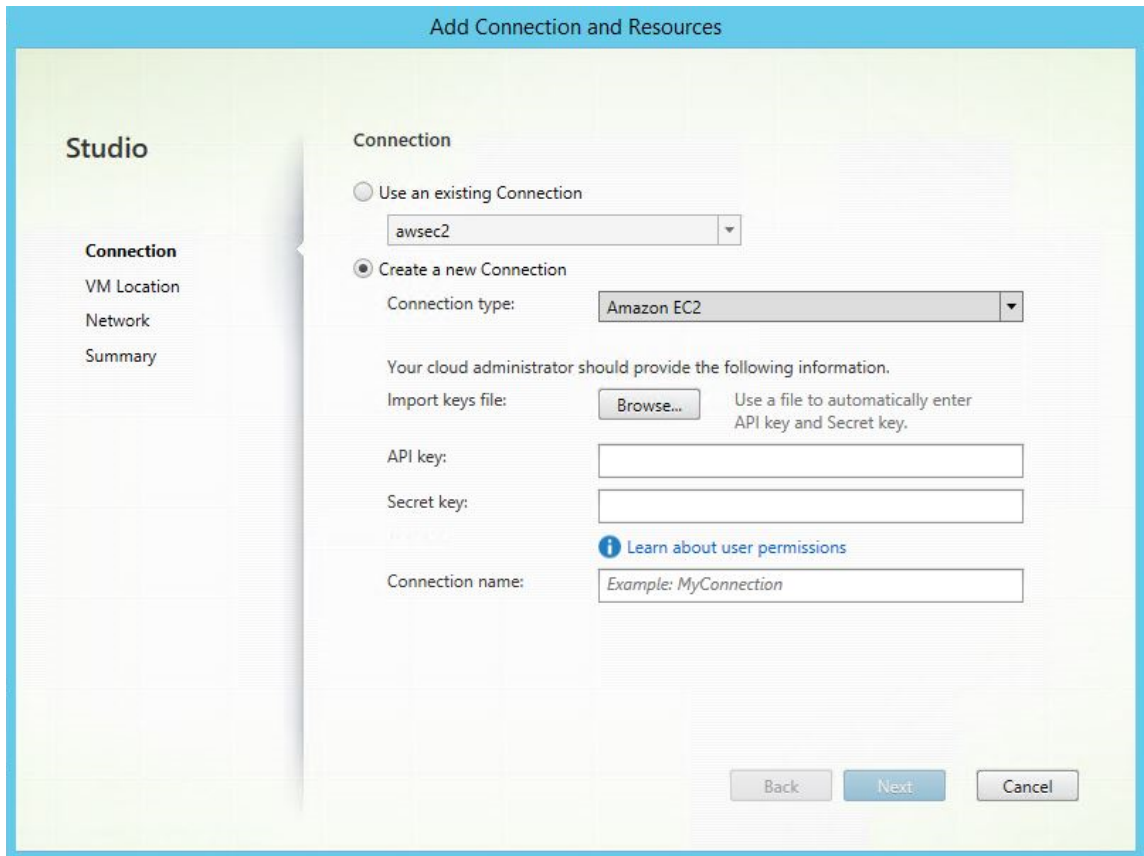 Add Connection and Resources
Studio
Connection
VM Location
Network
Summary
Connection
Use an existing Connection
awsec2
Create a new Connection
Connection type:
Amazon EC2
Your cloud administrator should provide the following information.
Import keys file:
Browse...
Use a file to automatically enter
API key and Secret key.
API key:
Secret key:
Learn about user permissions
Connection name:
Example: MyConnection
Back
Next
Cancel